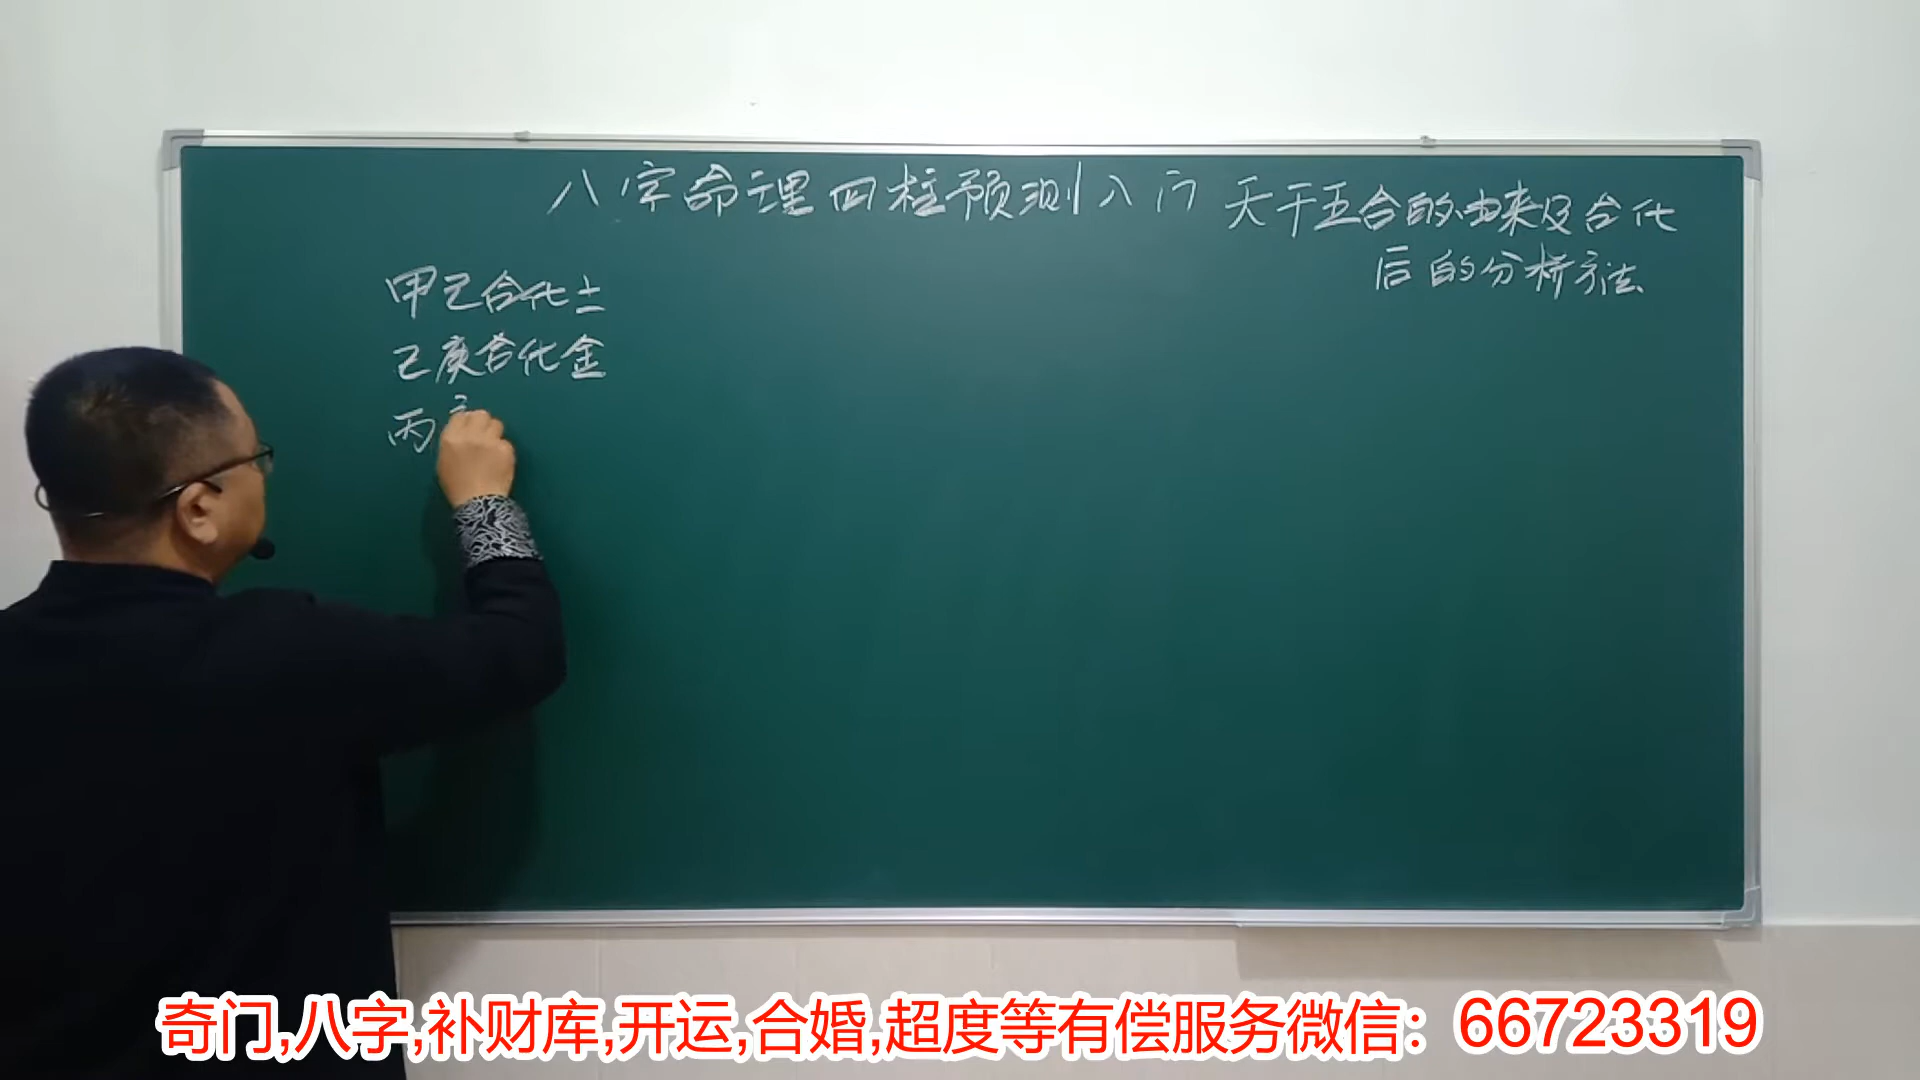 八字命理四柱预测入门 天干五合的由来及合化
后的分析方法
甲己合化土
乙庚合化金
丙
奇门,八字,补财库,开运,合婚,超度等有偿服务微信：66723319